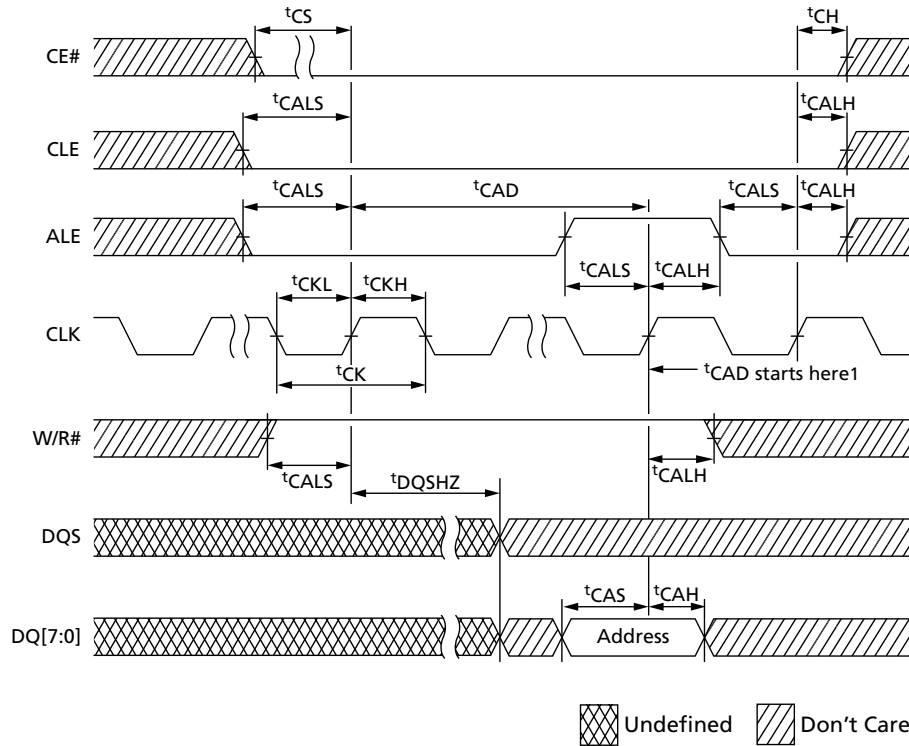 tCS
tCH
CE#
tCALS
tCALH
CLE
tCALS
tCAD
tCALS
tCALH
ALE
tCALS
tCALH
tCKL
tCKH
CLK
tCK
tCAD starts here1
W/R#
tCALS
tDQSHZ
tCALH
DQS
tCAS
tCAH
DQ[7:0]
Address
Undefined
Don't Care